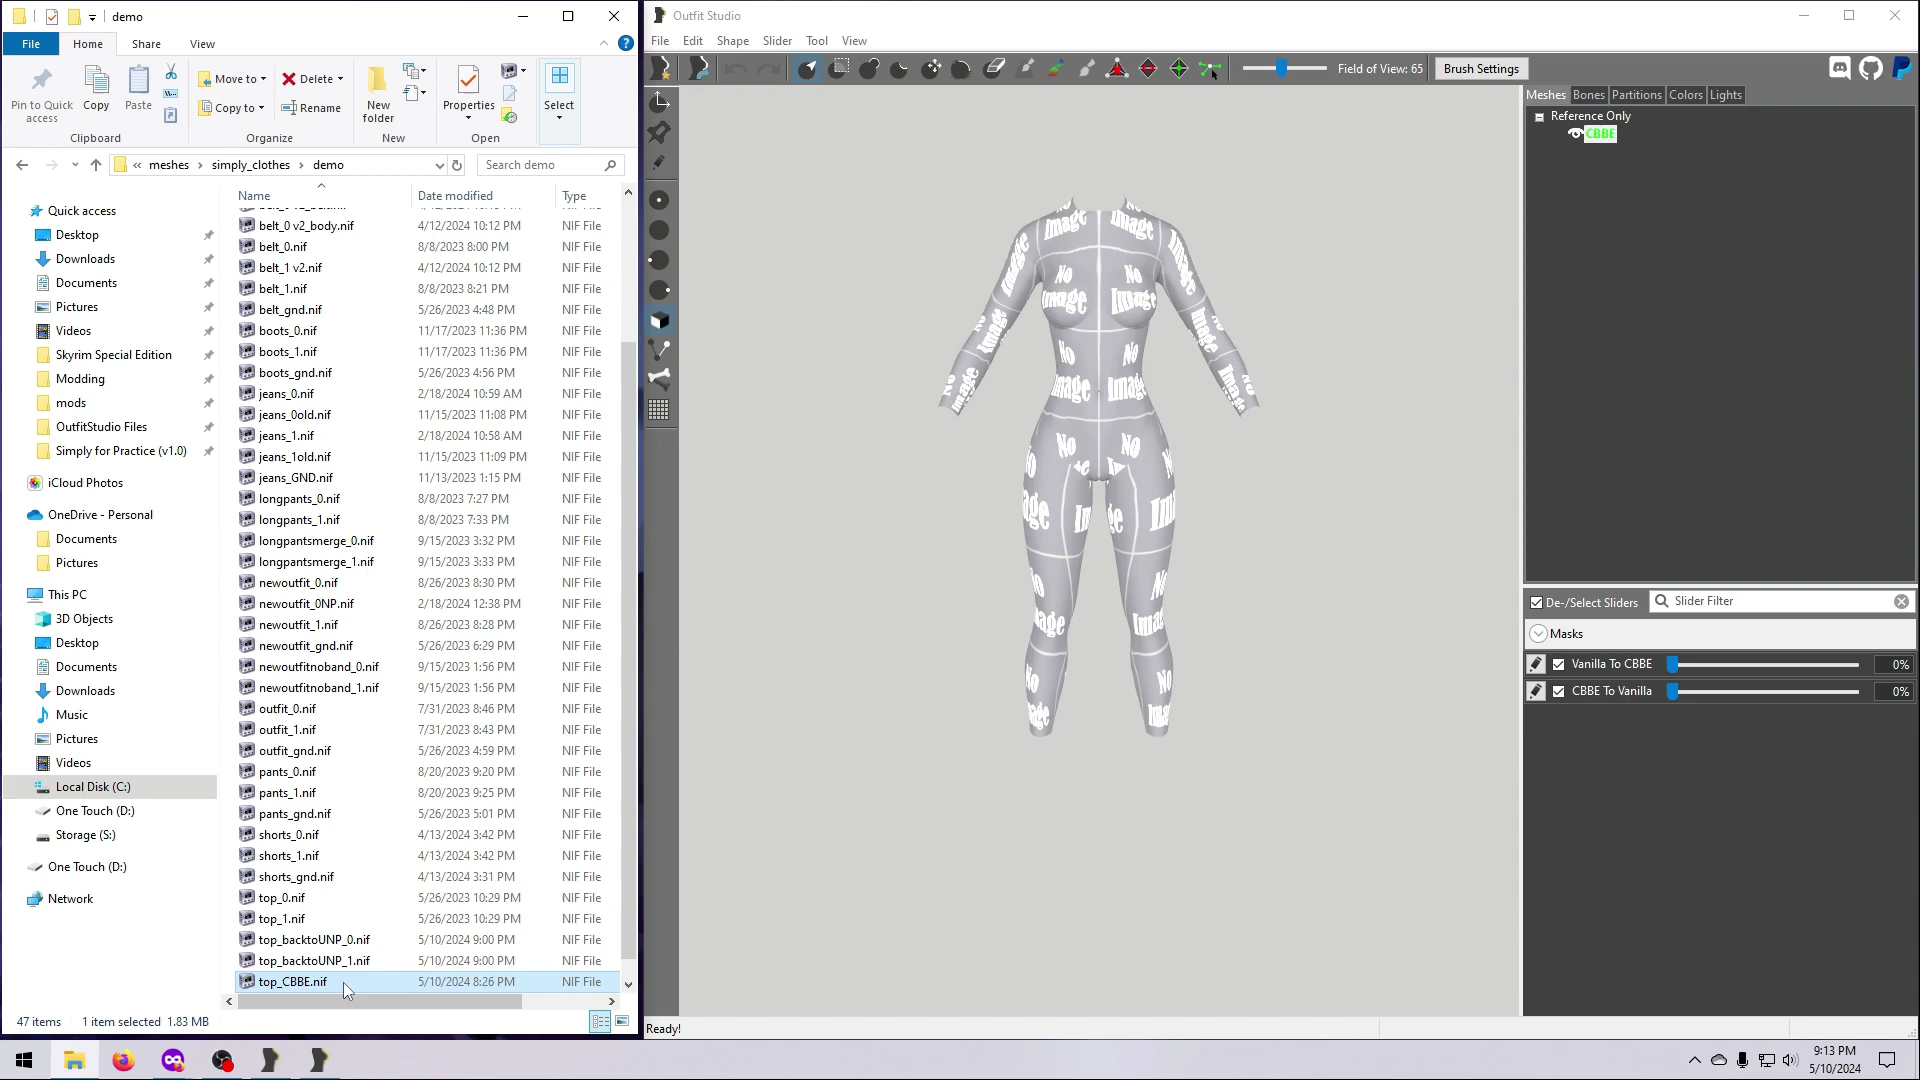 demo
File
Home
Share
View
Pin to Quick access
Copy
Paste
Move to
Copy to
Delete
Rename
New folder
Properties
Select
Clipboard
Organize
New
Open
« meshes › simply_clothes › demo
Search demo
Name
Date modified
Type
belt_0 v2_body.nif 4/12/2024 10:12 PM NIF File
belt_0.nif 8/8/2023 8:00 PM NIF File
belt_1 v2.nif 4/12/2024 10:12 PM NIF File
belt_1.nif 8/8/2023 8:21 PM NIF File
belt_gnd.nif 5/26/2023 4:48 PM NIF File
boots_0.nif 11/17/2023 11:36 PM NIF File
boots_1.nif 11/17/2023 11:36 PM NIF File
boots_gnd.nif 5/26/2023 4:56 PM NIF File
jeans_0.nif 2/18/2024 10:59 AM NIF File
jeans_0old.nif 11/15/2023 11:08 PM NIF File
jeans_1.nif 2/18/2024 10:58 AM NIF File
jeans_1old.nif 11/15/2023 11:09 PM NIF File
jeans_GND.nif 11/13/2023 1:15 PM NIF File
longpants_0.nif 8/8/2023 7:27 PM NIF File
longpants_1.nif 8/8/2023 7:33 PM NIF File
longpantsmerge_0.nif 9/15/2023 3:32 PM NIF File
longpantsmerge_1.nif 9/15/2023 3:33 PM NIF File
newoutfit_0.nif 8/26/2023 8:30 PM NIF File
newoutfit_0NP.nif 2/18/2024 12:38 PM NIF File
newoutfit_1.nif 8/26/2023 8:28 PM NIF File
newoutfit_gnd.nif 5/26/2023 6:29 PM NIF File
newoutfitnoband_0.nif 9/15/2023 1:56 PM NIF File
newoutfitnoband_1.nif 9/15/2023 1:56 PM NIF File
outfit_0.nif 7/31/2023 8:46 PM NIF File
outfit_1.nif 7/31/2023 8:43 PM NIF File
outfit_gnd.nif 5/26/2023 4:59 PM NIF File
pants_0.nif 8/20/2023 9:20 PM NIF File
pants_1.nif 8/20/2023 9:25 PM NIF File
pants_gnd.nif 5/26/2023 5:01 PM NIF File
shorts_0.nif 4/13/2024 3:42 PM NIF File
shorts_1.nif 4/13/2024 3:42 PM NIF File
shorts_gnd.nif 4/13/2024 3:31 PM NIF File
top_0.nif 5/26/2023 10:29 PM NIF File
top_1.nif 5/26/2023 10:29 PM NIF File
top_backtoUNP_0.nif 5/10/2024 9:00 PM NIF File
top_backtoUNP_1.nif 5/10/2024 9:00 PM NIF File
top_CBBE.nif 5/10/2024 8:26 PM NIF File
Quick access
Desktop
Downloads
Documents
Pictures
Videos
Skyrim Special Edition
Modding
mods
OutfitStudio Files
Simply for Practice (v1.0)
iCloud Photos
OneDrive - Personal
Documents
Pictures
This PC
3D Objects
Desktop
Documents
Downloads
Music
Pictures
Videos
Local Disk (C:)
One Touch (D:)
Storage (S:)
One Touch (D:)
Network
47 items 1 item selected 1.83 MB
Outfit Studio
File Edit Shape Slider Tool View
Field of View: 65
Brush Settings
Meshes Bones Partitions Colors Lights
Reference Only
CBBE
No Image
No Image
No Image
No Image
No Image
De-/Select Sliders
Slider Filter
Masks
Vanilla To CBBE 0%
CBBE To Vanilla 0%
Ready!
9:13 PM
5/10/2024